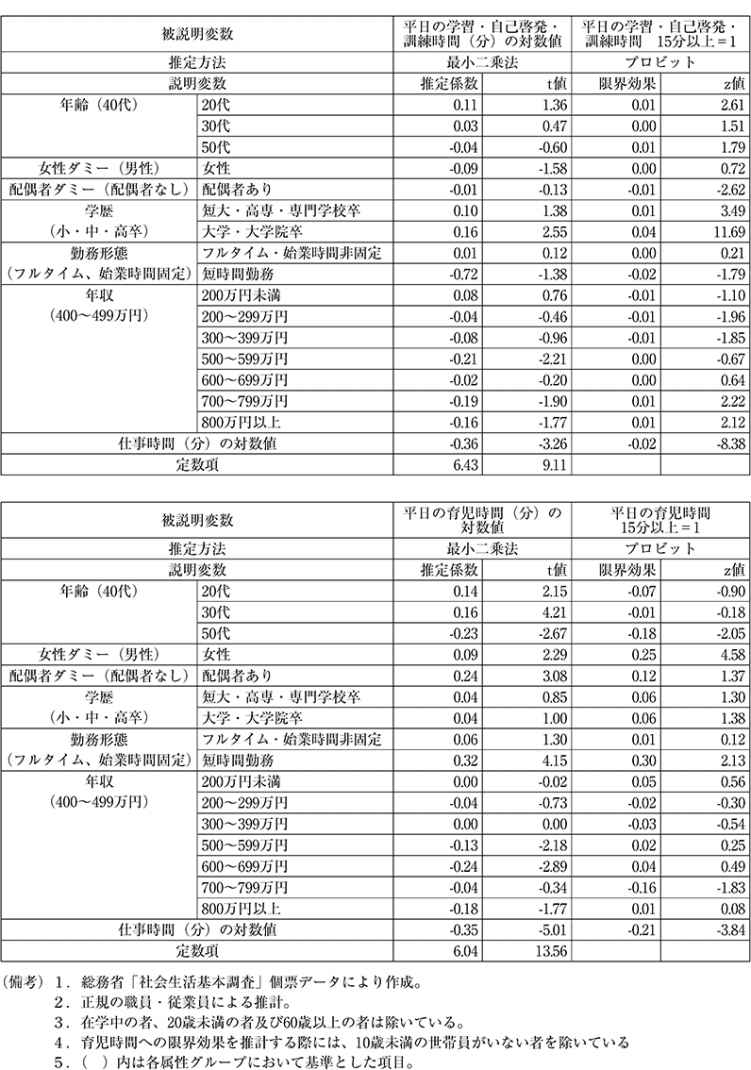 被説明変数 平日の学習・自己啓発・訓練時間（分）の対数値 平日の学習・自己啓発・訓練時間 15分以上＝1
推定方法 最小二乗法 プロビット
説明変数 推定係数 t値 限界効果 z値
年齢（40代） 20代 0.11 1.36 0.01 2.61
30代 0.03 0.47 0.00 1.51
50代 -0.04 -0.60 0.01 1.79
女性ダミー（男性） 女性 -0.09 -1.58 0.00 0.72
配偶者ダミー（配偶者なし） 配偶者あり -0.01 -0.13 -0.01 -2.62
学歴 短大・高専・専門学校卒 0.10 1.38 0.01 3.49
（小・中・高卒） 大学・大学院卒 0.16 2.55 0.04 11.69
勤務形態 フルタイム・始業時間非固定 0.01 0.12 0.00 0.21
（フルタイム、始業時間固定） 短時間勤務 -0.72 -1.38 -0.02 -1.79
年収 200万円未満 0.08 0.76 -0.01 -1.10
（400～499万円） 200～299万円 -0.04 -0.46 -0.01 -1.96
300～399万円 -0.08 -0.96 -0.01 -1.85
500～599万円 -0.21 -2.21 0.00 -0.67
600～699万円 -0.02 -0.20 0.00 0.64
700～799万円 -0.19 -1.90 0.01 2.22
800万円以上 -0.16 -1.77 0.01 2.12
仕事時間（分）の対数値 -0.36 -3.26 -0.02 -8.38
定数項 6.43 9.11
被説明変数 平日の育児時間（分）の対数値 平日の育児時間 15分以上＝1
推定方法 最小二乗法 プロビット
説明変数 推定係数 t値 限界効果 z値
年齢（40代） 20代 0.14 2.15 -0.07 -0.90
30代 0.16 4.21 -0.01 -0.18
50代 -0.23 -2.67 -0.18 -2.05
女性ダミー（男性） 女性 0.09 2.29 0.25 4.58
配偶者ダミー（配偶者なし） 配偶者あり 0.24 3.08 0.12 1.37
学歴 短大・高専・専門学校卒 0.04 0.85 0.06 1.30
（小・中・高卒） 大学・大学院卒 0.04 1.00 0.06 1.38
勤務形態 フルタイム・始業時間非固定 0.06 1.30 0.01 0.12
（フルタイム、始業時間固定） 短時間勤務 0.32 4.15 0.30 2.13
年収 200万円未満 0.00 -0.02 0.05 0.56
（400～499万円） 200～299万円 -0.04 -0.73 -0.02 -0.30
300～399万円 0.00 0.00 -0.03 -0.54
500～599万円 -0.13 -2.18 0.02 0.25
600～699万円 -0.24 -2.89 0.04 0.49
700～799万円 -0.04 -0.34 -0.16 -1.83
800万円以上 -0.18 -1.77 0.01 0.08
仕事時間（分）の対数値 -0.35 -5.01 -0.21 -3.84
定数項 6.04 13.56
（備考）1．総務省「社会生活基本調査」個票データにより作成。
2．正規の職員・従業員による推計。
3．在学中の者、20歳未満の者及び60歳以上の者は除いている。
4．育児時間への限界効果を推計する際には、10歳未満の世帯員がいない者を除いている
5．（ ）内は各属性グループにおいて基準とした項目。